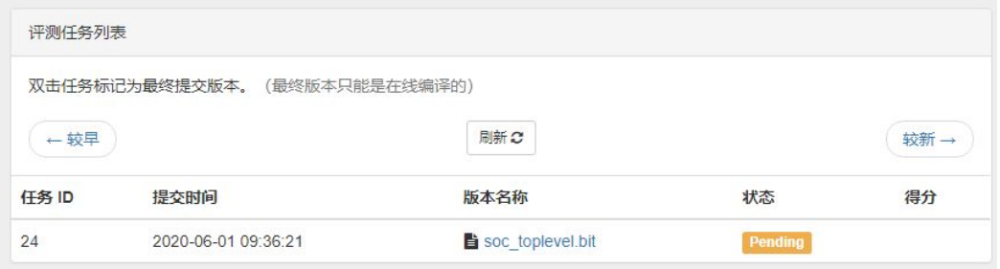 评测任务列表
双击任务标记为最终提交版本。（最终版本只能是在线编译的）
← 较早 刷新 较新 →
任务 ID 提交时间 版本名称 状态 得分
24 2020-06-01 09:36:21 soc_toplevel.bit Pending